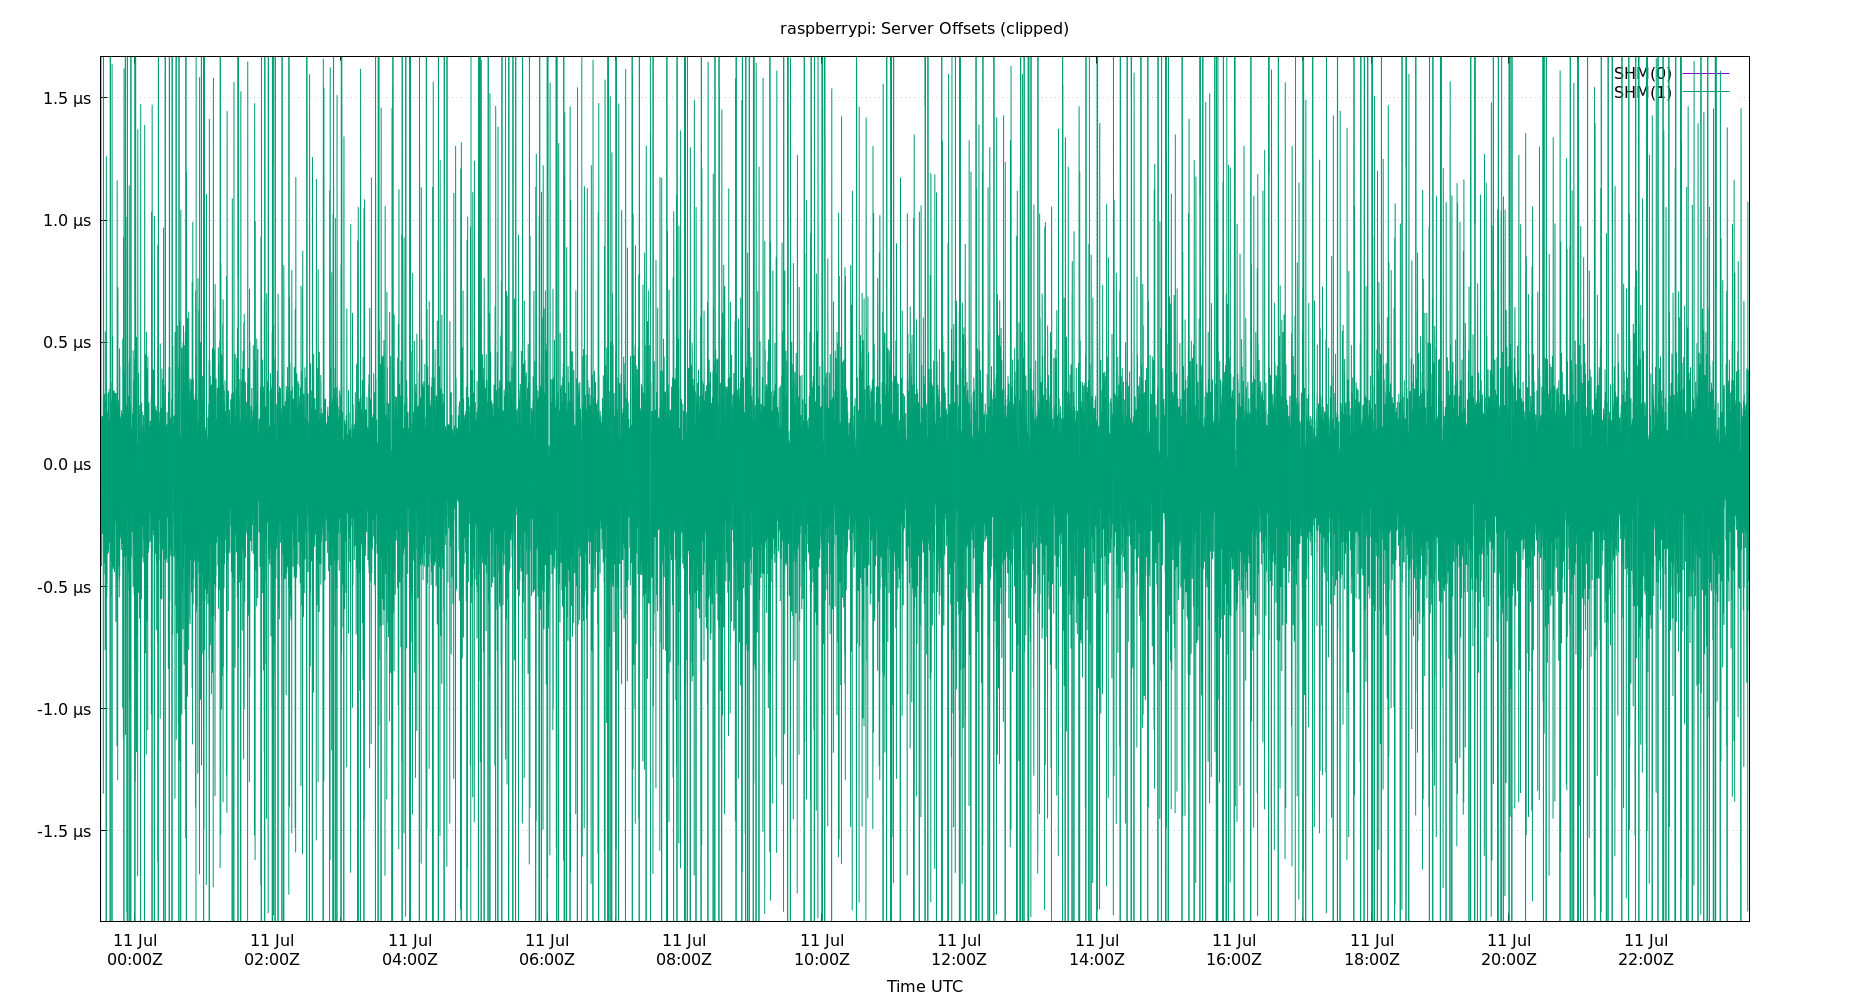 raspberrypi: Server Offsets (clipped)
SHM(0)
SHM(1)
1.5 µs
1.0 µs
0.5 µs
0.0 µs
-0.5 µs
-1.0 µs
-1.5 µs
11 Jul 11 Jul 11 Jul 11 Jul 11 Jul 11 Jul 11 Jul 11 Jul 11 Jul 11 Jul 11 Jul 11 Jul
00:00Z 02:00Z 04:00Z 06:00Z 08:00Z 10:00Z 12:00Z 14:00Z 16:00Z 18:00Z 20:00Z 22:00Z
Time UTC